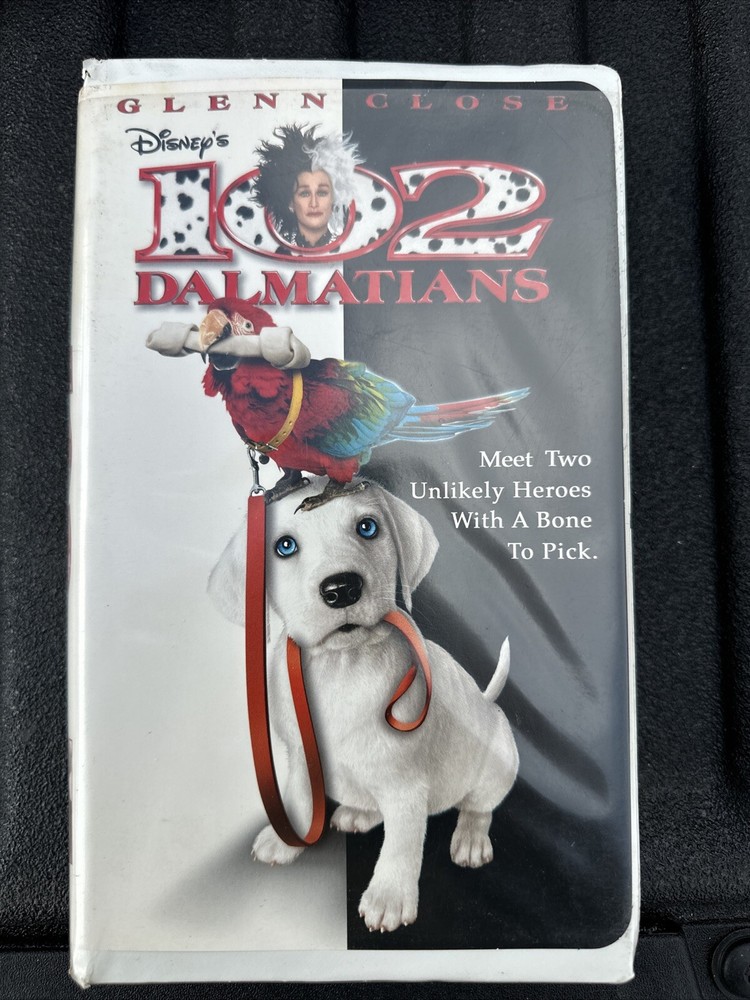 GLENN CLOSE
Disney's
102
DALMATIANS
Meet Two
Unlikely Heroes
With A Bone
To Pick.